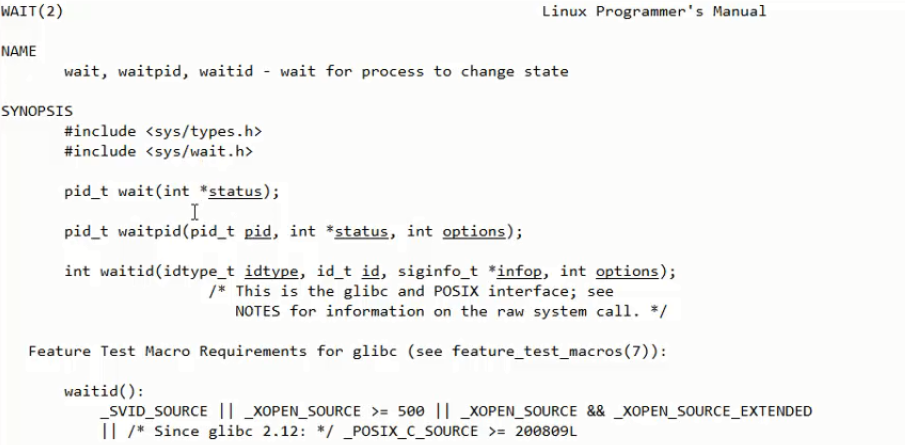 WAIT(2) Linux Programmer's Manual
NAME
wait, waitpid, waitid - wait for process to change state
SYNOPSIS
#include <sys/types.h>
#include <sys/wait.h>
pid_t wait(int *status);
pid_t waitpid(pid_t pid, int *status, int options);
int waitid(idtype_t idtype, id_t id, siginfo_t *infop, int options);
/* This is the glibc and POSIX interface; see
NOTES for information on the raw system call. */
Feature Test Macro Requirements for glibc (see feature_test_macros(7)):
waitid():
_SVID_SOURCE || _XOPEN_SOURCE >= 500 || _XOPEN_SOURCE && _XOPEN_SOURCE_EXTENDED
|| /* Since glibc 2.12: */ _POSIX_C_SOURCE >= 200809L